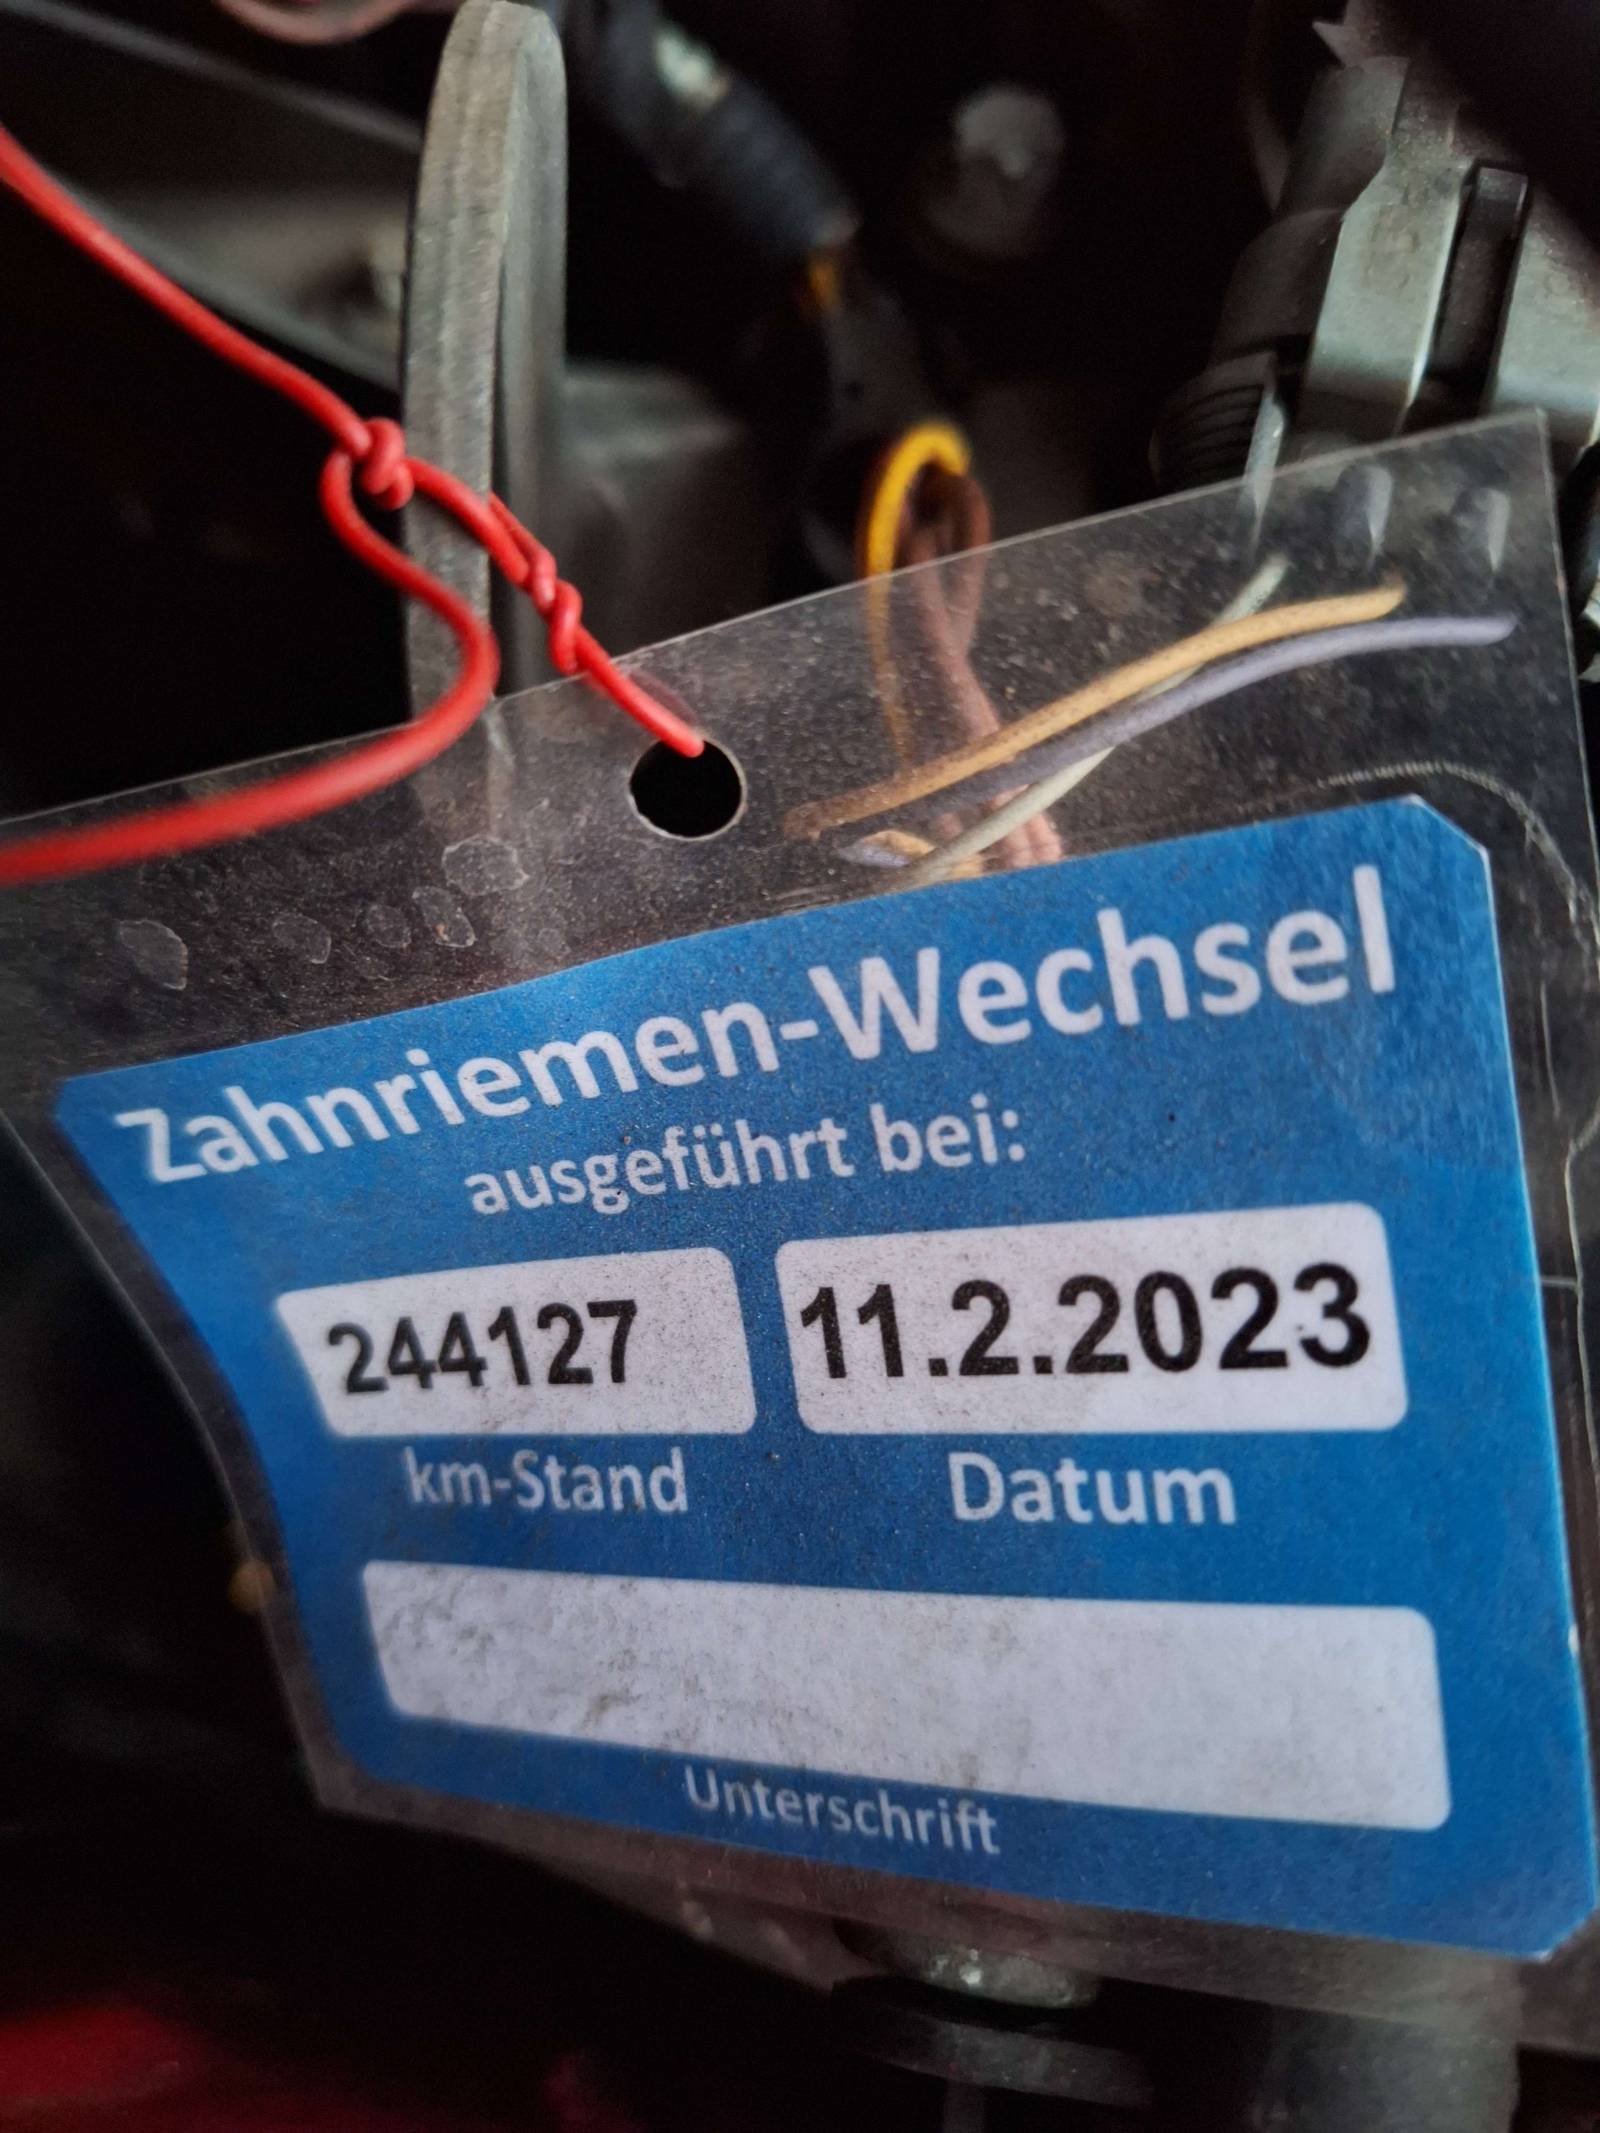 Zahnriemen-Wechsel
ausgeführt bei:
244127 11.2.2023
km-Stand Datum
Unterschrift